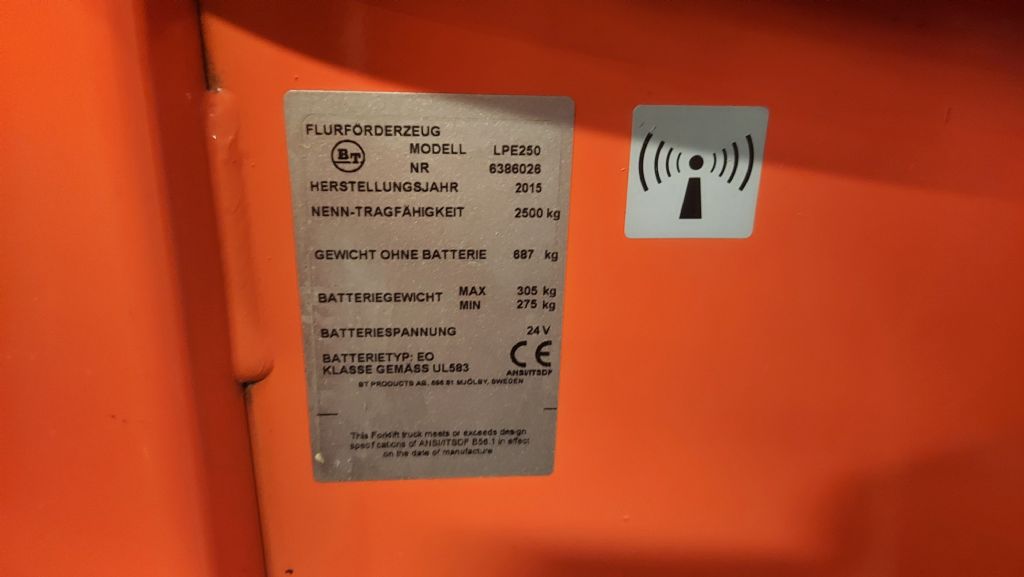 FLURFÖRDERZEUG
BT
MODELL LPE250
NR 6386026
HERSTELLUNGSJAHR 2015
NENN-TRAGFÄHIGKEIT 2500 kg
GEWICHT OHNE BATTERIE 687 kg
BATTERIEGEWICHT MAX 305 kg
MIN 275 kg
BATTERIESPANNUNG 24 V
BATTERIETYP: EO
KLASSE GEMÄSS UL583
CE
ANSI/ITSDF
BT PRODUCTS AB, 595 81 MJÖLBY, SWEDEN
This Forklift truck meets or exceeds design
specifications of ANSI/ITSDF B56.1 in effect
on the date of manufacture